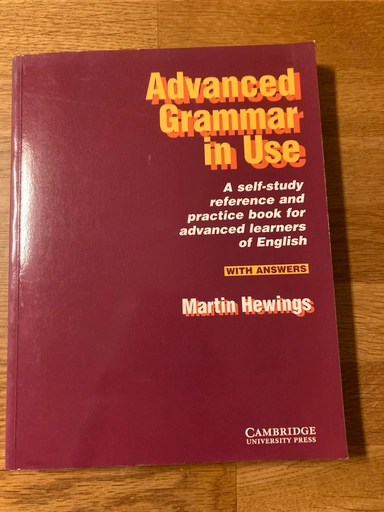 Advanced
Grammar
in Use
A self-study
reference and
practice book for
advanced learners
of English
WITH ANSWERS
Martin Hewings
CAMBRIDGE
UNIVERSITY PRESS